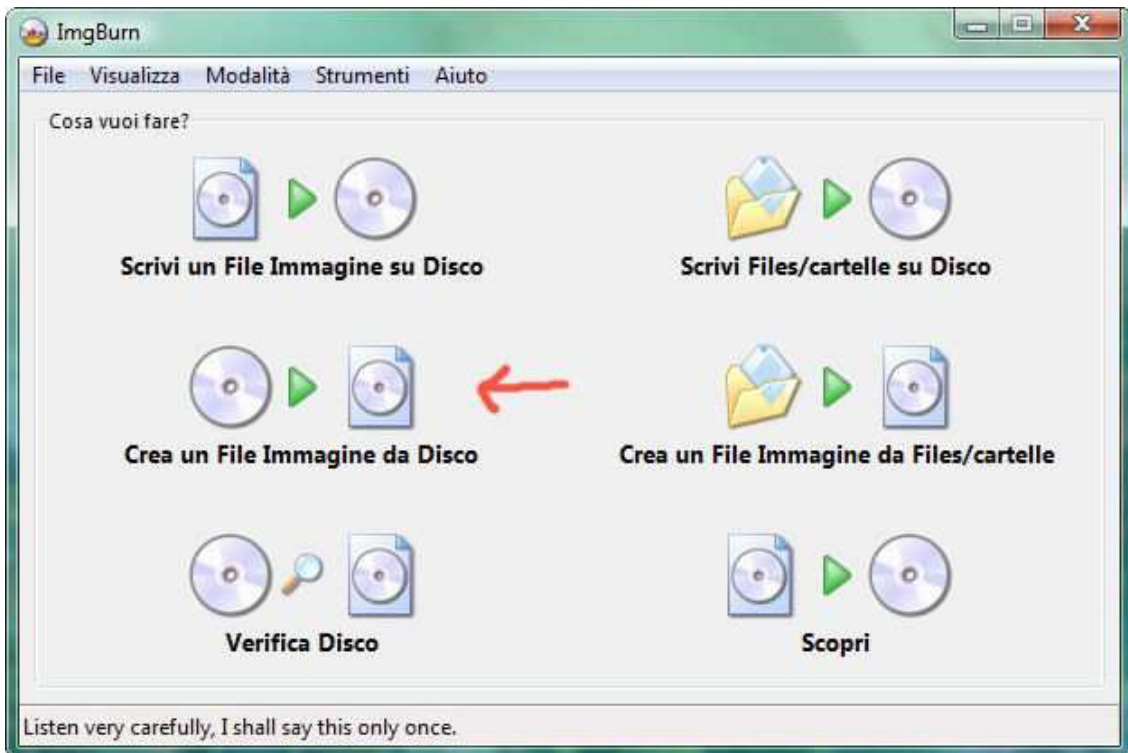 ImgBurn
File Visualizza Modalità Strumenti Aiuto
Cosa vuoi fare?
Scrivi un File Immagine su Disco
Scrivi Files/cartelle su Disco
Crea un File Immagine da Disco
Crea un File Immagine da Files/cartelle
Verifica Disco
Scopri
Listen very carefully, I shall say this only once.